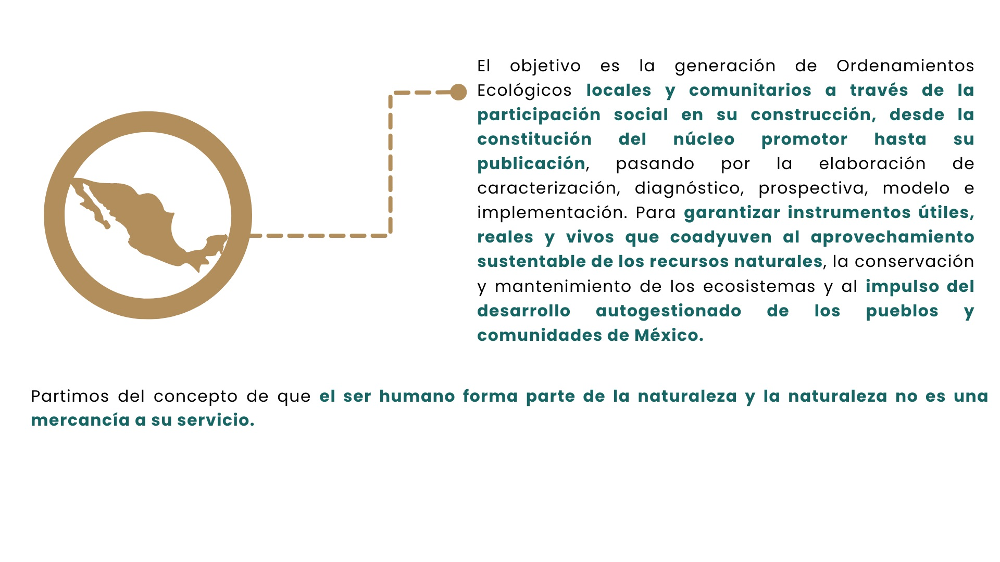 El objetivo es la generación de Ordenamientos
Ecológicos locales y comunitarios a través de la
participación social en su construcción, desde la
constitución del núcleo promotor hasta su
publicación, pasando por la elaboración de
caracterización, diagnóstico, prospectiva, modelo e
implementación. Para garantizar instrumentos útiles,
reales y vivos que coadyuven al aprovechamiento
sustentable de los recursos naturales, la conservación
y mantenimiento de los ecosistemas y al impulso del
desarrollo autogestionado de los pueblos y
comunidades de México.
Partimos del concepto de que el ser humano forma parte de la naturaleza y la naturaleza no es una
mercancía a su servicio.